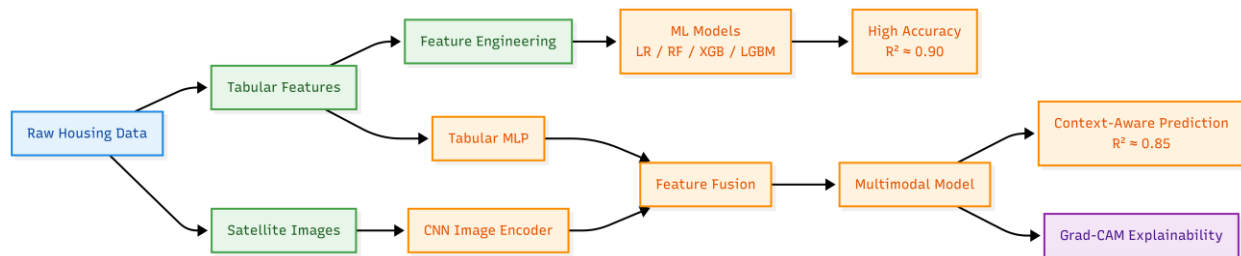 Raw Housing Data
Tabular Features
Satellite Images
Feature Engineering
Tabular MLP
CNN Image Encoder
ML Models
LR / RF / XGB / LGBM
High Accuracy
R² ≈ 0.90
Feature Fusion
Multimodal Model
Context-Aware Prediction
R² ≈ 0.85
Grad-CAM Explainability